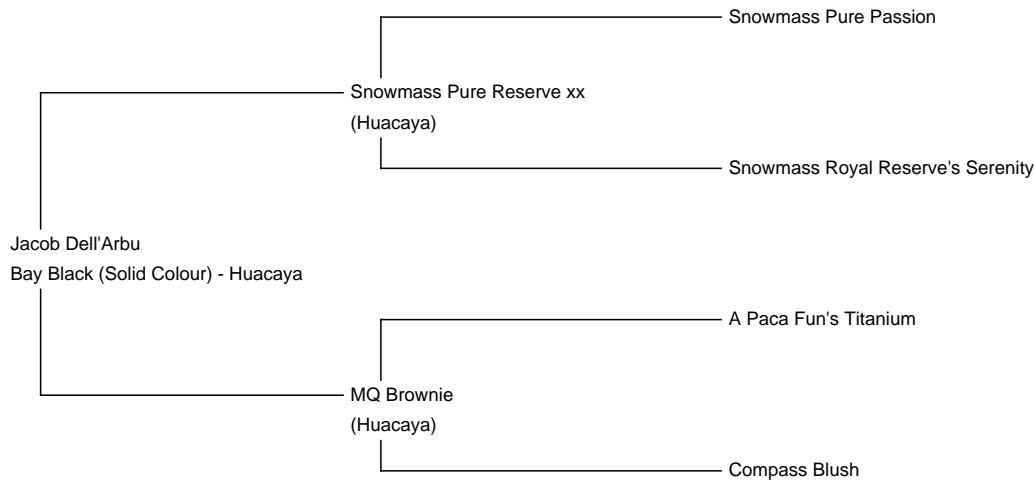 Snowmass Pure Passion
Snowmass Pure Reserve xx
(Huacaya)
Snowmass Royal Reserve's Serenity
Jacob Dell'Arbu
Bay Black (Solid Colour) - Huacaya
A Paca Fun's Titanium
MQ Brownie
(Huacaya)
Compass Blush